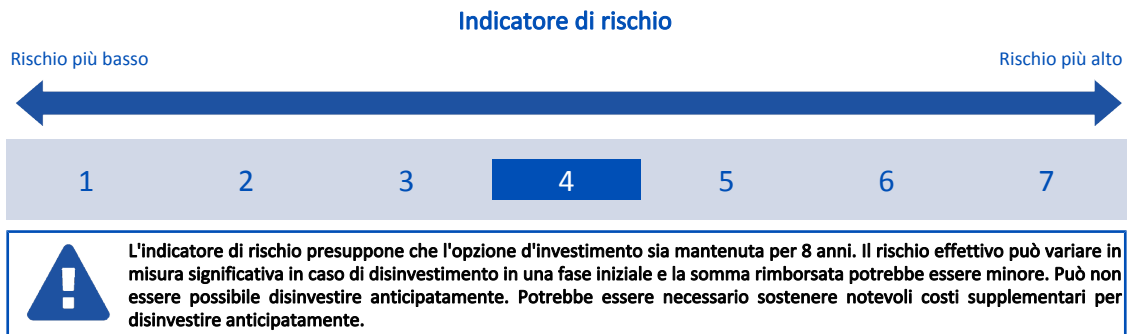 Indicatore di rischio
Rischio più basso
Rischio più alto
1 2 3 4 5 6 7
L'indicatore di rischio presuppone che l'opzione d'investimento sia mantenuta per 8 anni. Il rischio effettivo può variare in
misura significativa in caso di disinvestimento in una fase iniziale e la somma rimborsata potrebbe essere minore. Può non
essere possibile disinvestire anticipatamente. Potrebbe essere necessario sostenere notevoli costi supplementari per
disinvestire anticipatamente.